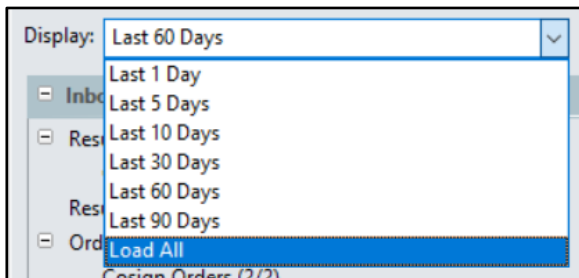 Display: Last 60 Days
Last 1 Day
Last 5 Days
Last 10 Days
Last 30 Days
Last 60 Days
Last 90 Days
Load All
Cosign Orders (2/2)